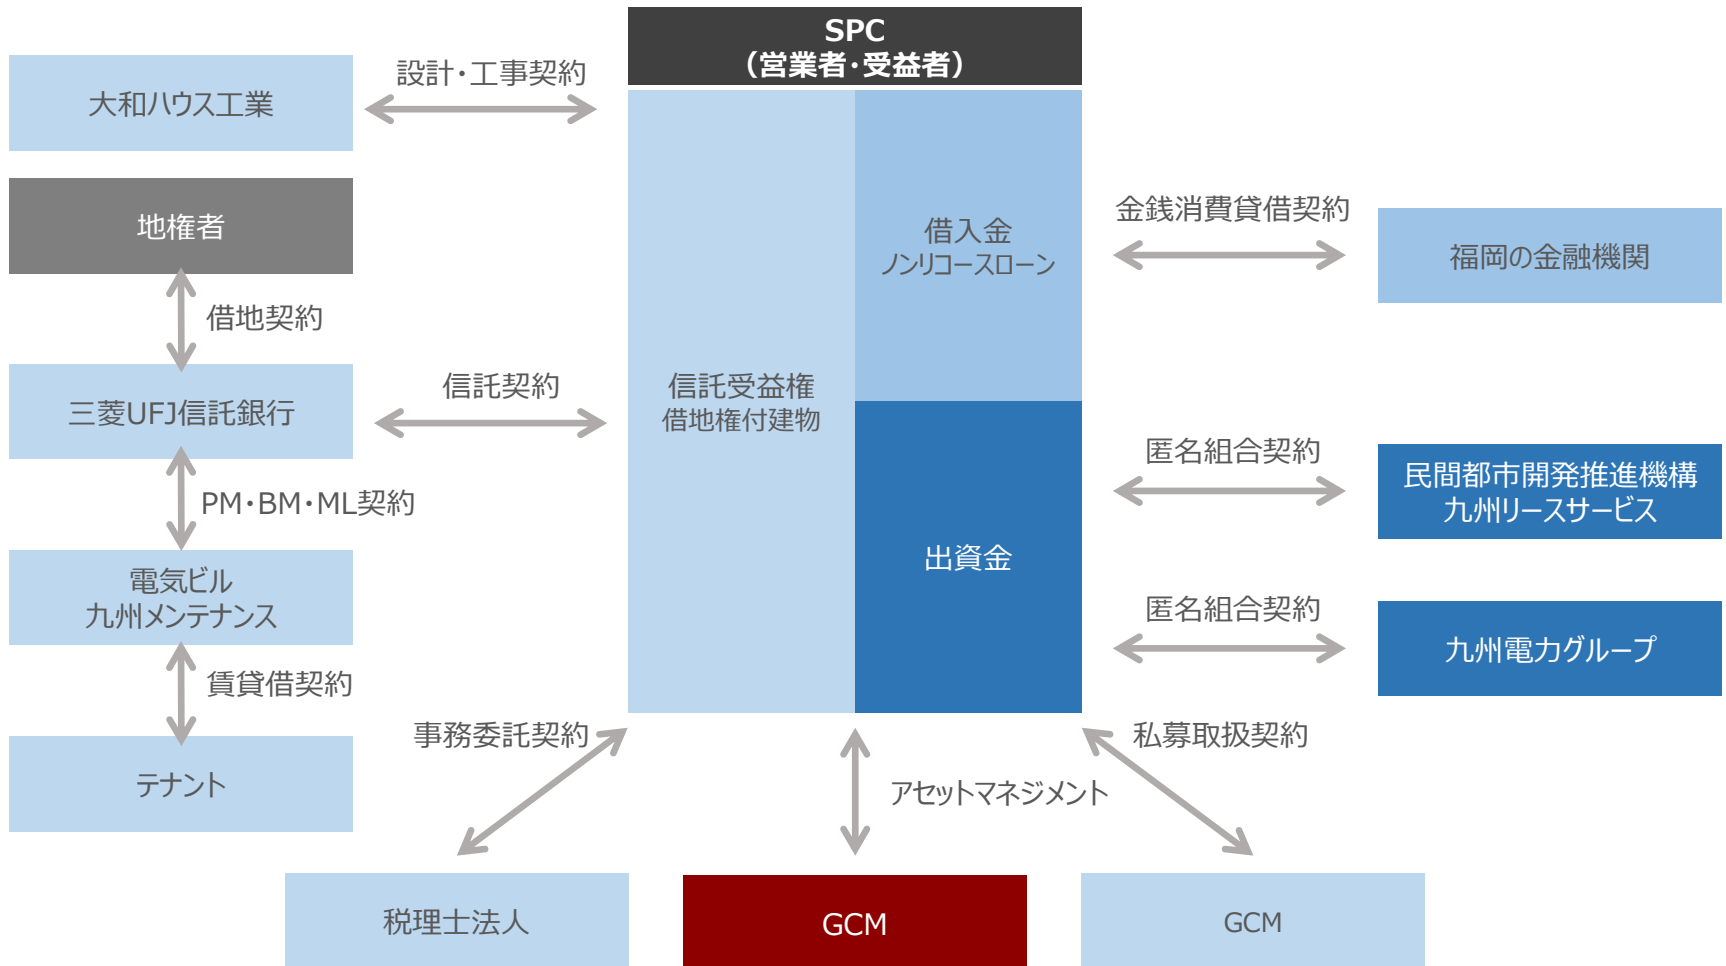 SPC
（営業者・受益者）
大和ハウス工業
設計・工事契約
地権者
借地契約
三菱UFJ信託銀行
信託契約
PM・BM・ML契約
電気ビル
九州メンテナンス
賃貸借契約
テナント
信託受益権
借地権付建物
借入金
ノンリコースローン
出資金
金銭消費貸借契約
福岡の金融機関
匿名組合契約
民間都市開発推進機構
九州リースサービス
匿名組合契約
九州電力グループ
事務委託契約
アセットマネジメント
私募取扱契約
税理士法人
GCM
GCM